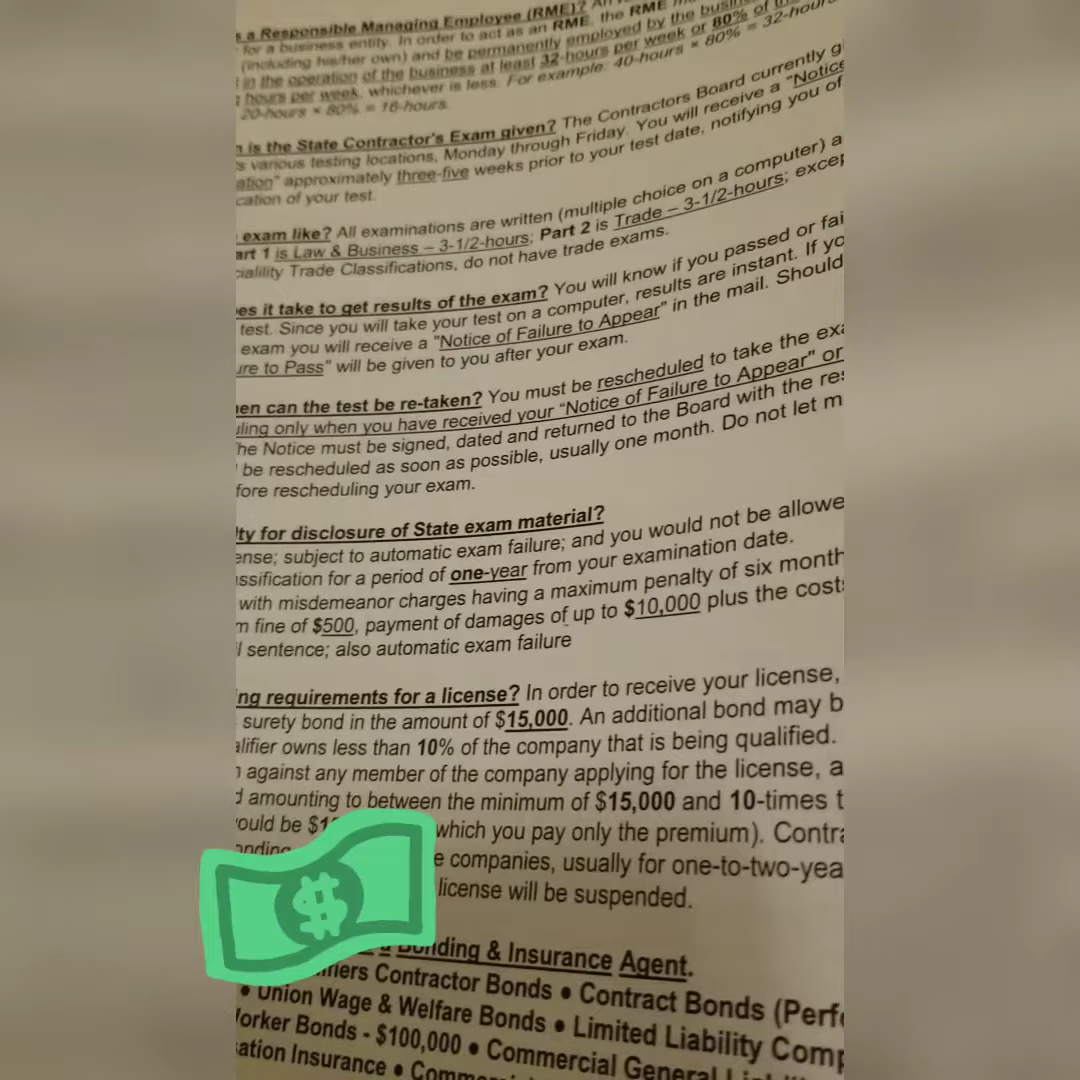 s a Responsible Managing Employee (RME)?
for a business entity. In order to act as an RME, the RME
(including his/her own) and be permanently employed by the
in the operation of the business at least 32-hours per week or 80% of
hours per week, whichever is less. For example: 40-hours × 80% = 32-hour
20-hours × 80% = 16-hours.
is the State Contractor's Exam given? The Contractors Board currently
s various testing locations, Monday through Friday. You will receive a "Notice
ation" approximately three-five weeks prior to your test date, notifying you of
cation of your test.
exam like? All examinations are written (multiple choice on a computer) a
art 1 is Law & Business – 3-1/2-hours; Part 2 is Trade – 3-1/2-hours; excep
ciality Trade Classifications, do not have trade exams.
es it take to get results of the exam? You will know if you passed or fai
test. Since you will take your test on a computer, results are instant. If yo
exam you will receive a "Notice of Failure to Appear" in the mail. Should
ure to Pass" will be given to you after your exam.
en can the test be re-taken? You must be rescheduled to take the exa
uling only when you have received your "Notice of Failure to Appear" or
he Notice must be signed, dated and returned to the Board with the res
be rescheduled as soon as possible, usually one month. Do not let m
fore rescheduling your exam.
lty for disclosure of State exam material?
ense; subject to automatic exam failure; and you would not be allowe
ssification for a period of one-year from your examination date.
with misdemeanor charges having a maximum penalty of six month
m fine of $500, payment of damages of up to $10,000 plus the cost
l sentence; also automatic exam failure
ng requirements for a license? In order to receive your license,
surety bond in the amount of $15,000. An additional bond may b
alifier owns less than 10% of the company that is being qualified.
against any member of the company applying for the license, a
d amounting to between the minimum of $15,000 and 10-times t
ould be $1 which you pay only the premium). Contra
e companies, usually for one-to-two-yea
license will be suspended.
$
a Bonding & Insurance Agent.
Contractor Bonds • Contract Bonds (Perf
• Union Wage & Welfare Bonds • Limited Liability Comp
orker Bonds - $100,000 • Commercial General
ation Insurance •